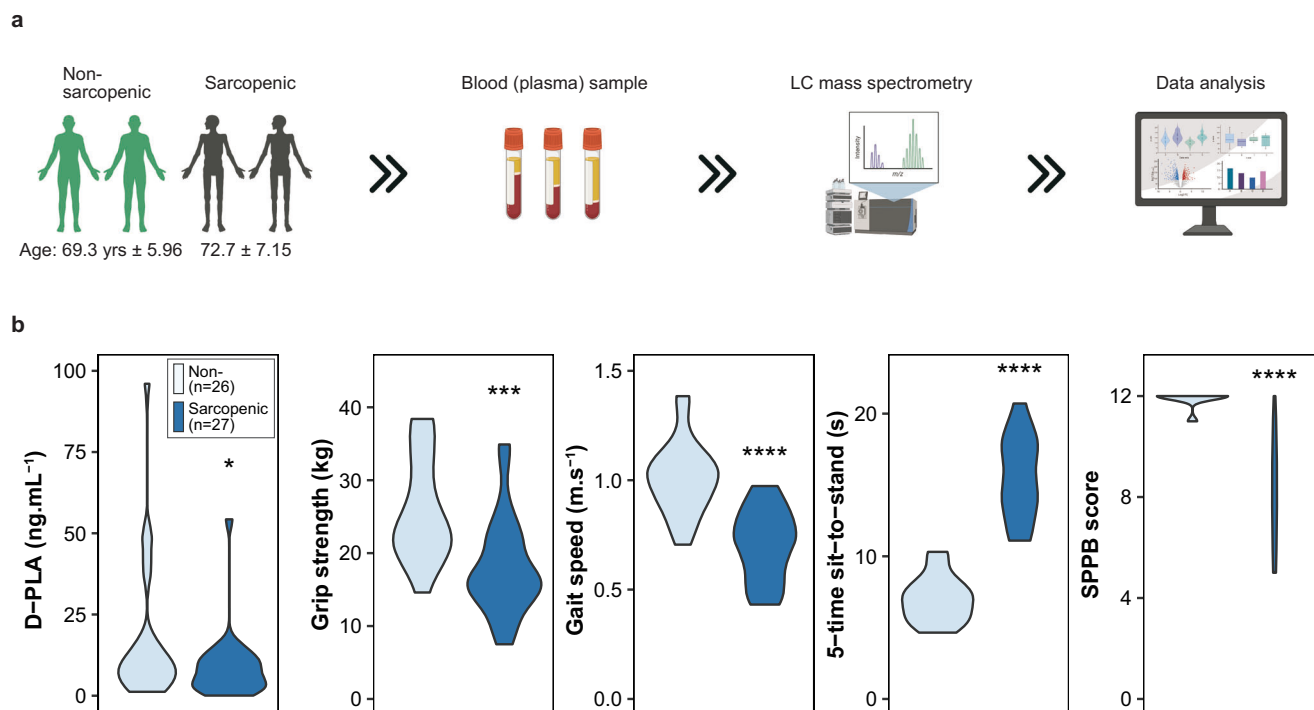 a
Non-
sarcopenic
Sarcopenic
Blood (plasma) sample
LC mass spectrometry
Data analysis
Intensity
m/z
Age: 69.3 yrs ± 5.96
72.7 ± 7.15
b
D−PLA (ng.mL⁻¹)
100
75
50
25
0
Non-
(n=26)
Sarcopenic
(n=27)
*
Grip strength (kg)
40
30
20
10
0
***
Gait speed (m.s⁻¹)
1.5
1.0
0.5
0.0
****
5−time sit−to−stand (s)
20
10
0
****
SPPB score
12
8
4
0
****